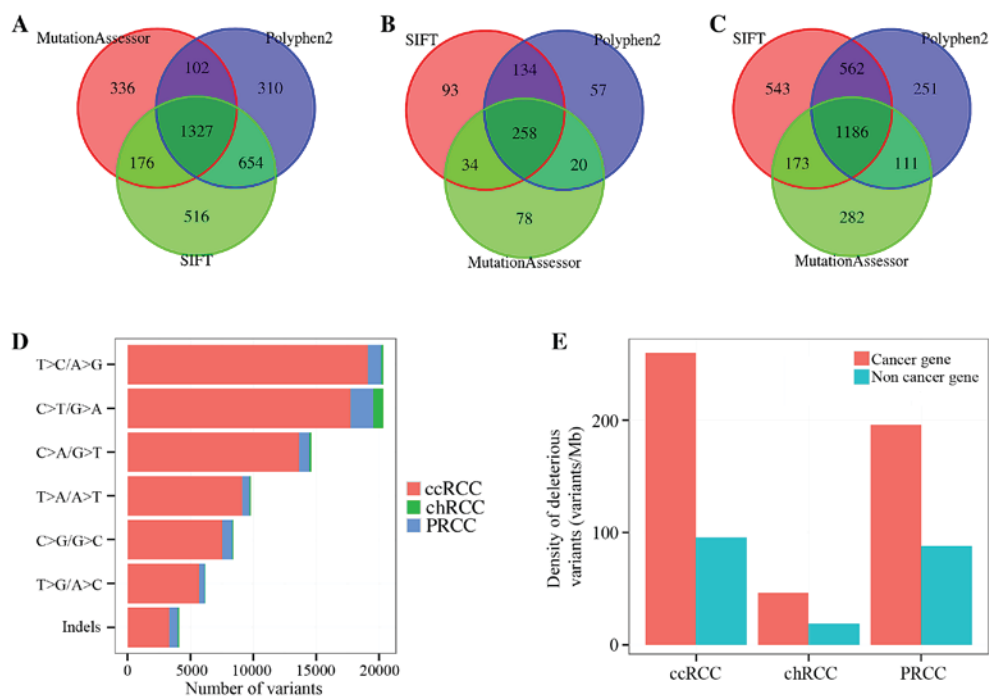 A
MutationAssessor
Polyphen2
102
336
310
1327
176
654
516
SIFT
B
SIFT
Polyphen2
134
93
57
258
34
20
78
MutationAssessor
C
SIFT
Polyphen2
562
543
251
1186
173
111
282
MutationAssessor
D
T>C/A>G
C>T/G>A
C>A/G>T
T>A/A>T
C>G/G>C
T>G/A>C
Indels
0 5000 10000 15000 20000
Number of variants
ccRCC
chRCC
PRCC
E
Density of deleterious
variants (variants/Mb)
200
100
0
Cancer gene
Non cancer gene
ccRCC chRCC PRCC